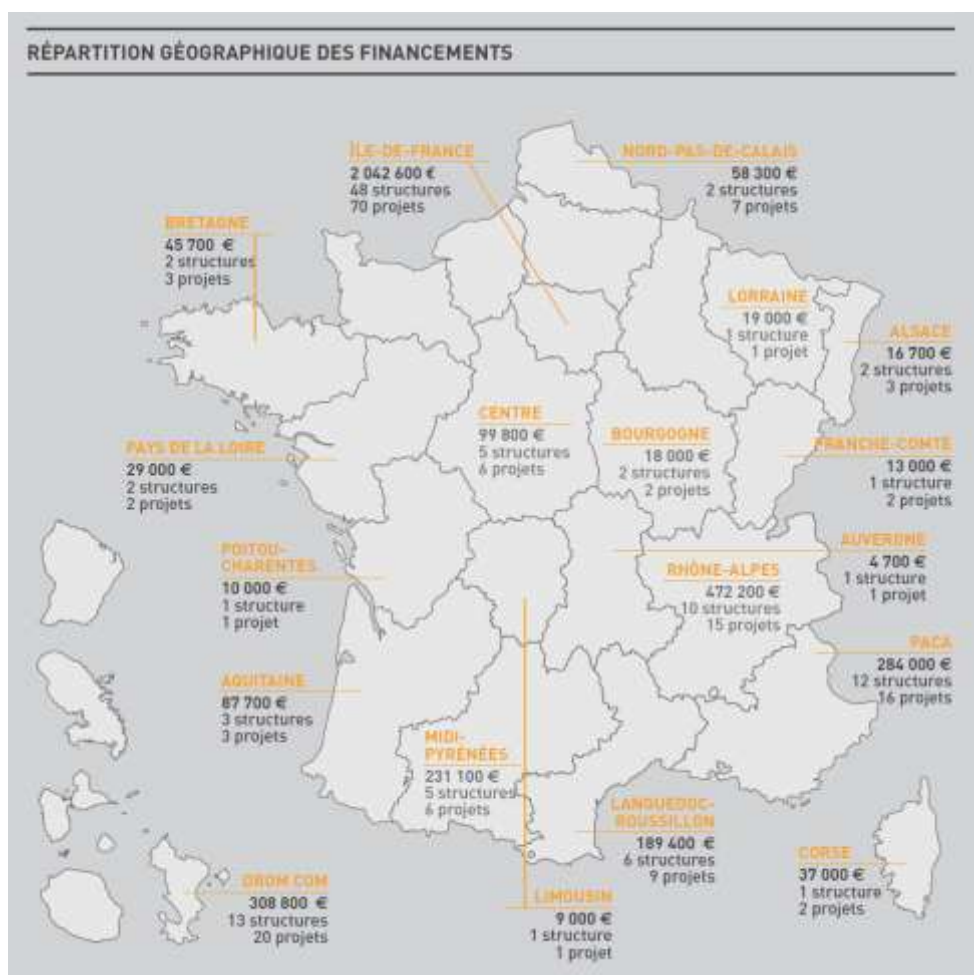 RÉPARTITION GÉOGRAPHIQUE DES FINANCEMENTS
ÎLE-DE-FRANCE
2 042 600 €
48 structures
70 projets
NORD-PAS-DE-CALAIS
58 300 €
2 structures
7 projets
BRETAGNE
45 700 €
2 structures
3 projets
LORRAINE
19 000 €
1 structure
1 projet
ALSACE
16 700 €
2 structures
3 projets
CENTRE
99 800 €
5 structures
6 projets
BOURGOGNE
18 000 €
2 structures
2 projets
FRANCHE-COMTÉ
13 000 €
1 structure
2 projets
PAYS DE LA LOIRE
29 000 €
2 structures
2 projets
POITOU-
CHARENTES
10 000 €
1 structure
1 projet
AUVERGNE
4 700 €
1 structure
1 projet
RHÔNE-ALPES
472 200 €
10 structures
15 projets
PACA
284 000 €
12 structures
16 projets
AQUITAINE
87 700 €
3 structures
3 projets
MIDI-
PYRÉNÉES
231 100 €
5 structures
6 projets
LANGUEDOC-
ROUSSILLON
189 400 €
6 structures
9 projets
CORSE
37 000 €
1 structure
2 projets
DROM COM
308 800 €
13 structures
20 projets
LIMOUSIN
9 000 €
1 structure
1 projet